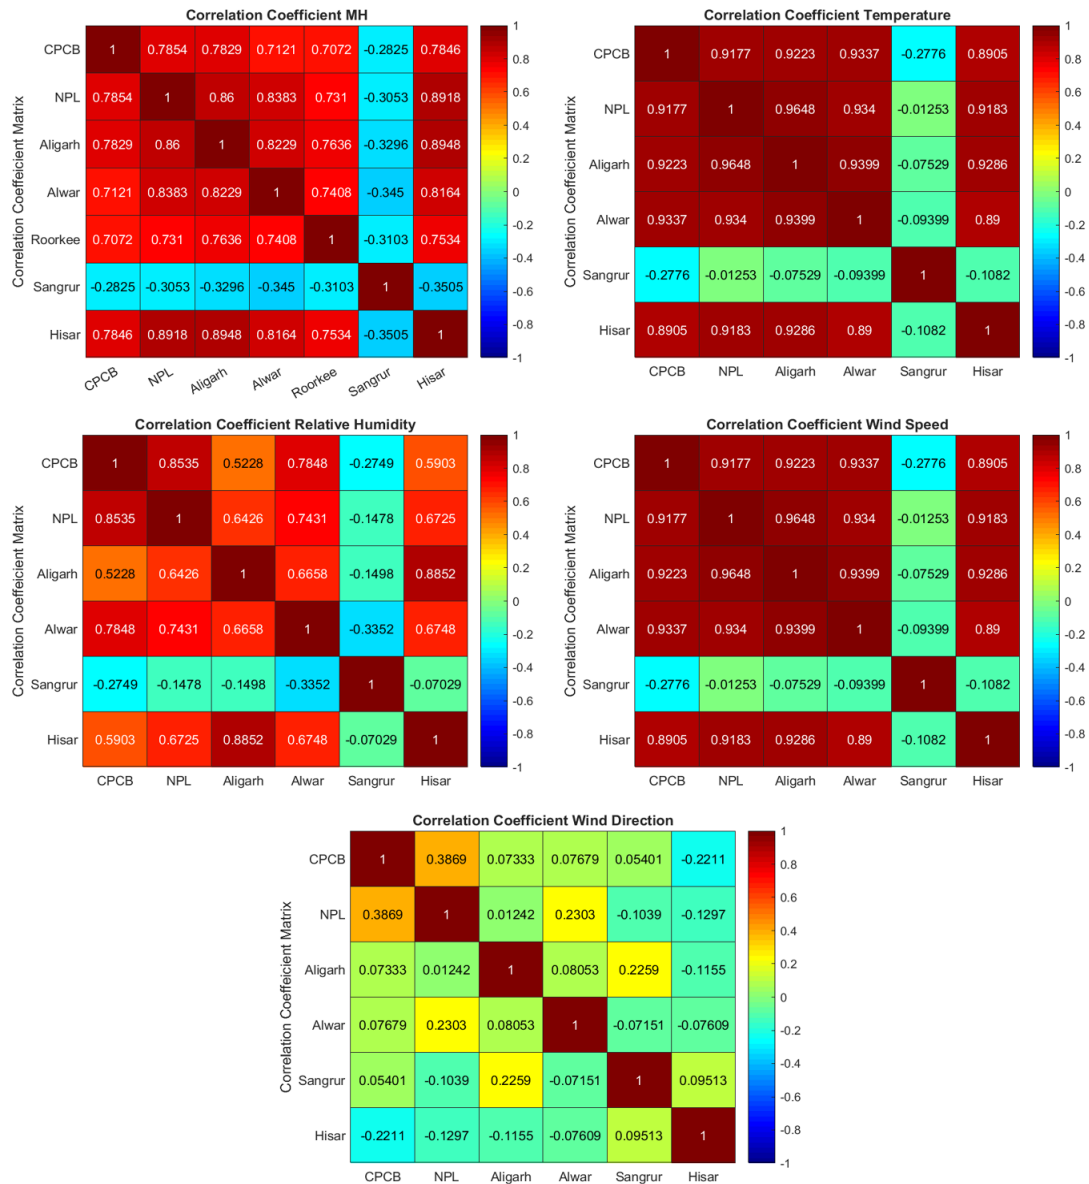 Correlation Coefficient MH
Correlation Coeffeicient Matrix
CPCB 1 0.7854 0.7829 0.7121 0.7072 -0.2825 0.7846
NPL 0.7854 1 0.86 0.8383 0.731 -0.3053 0.8918
Aligarh 0.7829 0.86 1 0.8229 0.7636 -0.3296 0.8948
Alwar 0.7121 0.8383 0.8229 1 0.7408 -0.345 0.8164
Roorkee 0.7072 0.731 0.7636 0.7408 1 -0.3103 0.7534
Sangrur -0.2825 -0.3053 -0.3296 -0.345 -0.3103 1 -0.3505
Hisar 0.7846 0.8918 0.8948 0.8164 0.7534 -0.3505 1
CPCB NPL Aligarh Alwar Roorkee Sangrur Hisar
1
0.8
0.6
0.4
0.2
0
-0.2
-0.4
-0.6
-0.8
-1
Correlation Coefficient Temperature
Correlation Coeffeicient Matrix
CPCB 1 0.9177 0.9223 0.9337 -0.2776 0.8905
NPL 0.9177 1 0.9648 0.934 -0.01253 0.9183
Aligarh 0.9223 0.9648 1 0.9399 -0.07529 0.9286
Alwar 0.9337 0.934 0.9399 1 -0.09399 0.89
Sangrur -0.2776 -0.01253 -0.07529 -0.09399 1 -0.1082
Hisar 0.8905 0.9183 0.9286 0.89 -0.1082 1
CPCB NPL Aligarh Alwar Sangrur Hisar
1
0.8
0.6
0.4
0.2
0
-0.2
-0.4
-0.6
-0.8
-1
Correlation Coefficient Relative Humidity
Correlation Coeffeicient Matrix
CPCB 1 0.8535 0.5228 0.7848 -0.2749 0.5903
NPL 0.8535 1 0.6426 0.7431 -0.1478 0.6725
Aligarh 0.5228 0.6426 1 0.6658 -0.1498 0.8852
Alwar 0.7848 0.7431 0.6658 1 -0.3352 0.6748
Sangrur -0.2749 -0.1478 -0.1498 -0.3352 1 -0.07029
Hisar 0.5903 0.6725 0.8852 0.6748 -0.07029 1
CPCB NPL Aligarh Alwar Sangrur Hisar
1
0.8
0.6
0.4
0.2
0
-0.2
-0.4
-0.6
-0.8
-1
Correlation Coefficient Wind Speed
Correlation Coeffeicient Matrix
CPCB 1 0.9177 0.9223 0.9337 -0.2776 0.8905
NPL 0.9177 1 0.9648 0.934 -0.01253 0.9183
Aligarh 0.9223 0.9648 1 0.9399 -0.07529 0.9286
Alwar 0.9337 0.934 0.9399 1 -0.09399 0.89
Sangrur -0.2776 -0.01253 -0.07529 -0.09399 1 -0.1082
Hisar 0.8905 0.9183 0.9286 0.89 -0.1082 1
CPCB NPL Aligarh Alwar Sangrur Hisar
1
0.8
0.6
0.4
0.2
0
-0.2
-0.4
-0.6
-0.8
-1
Correlation Coefficient Wind Direction
Correlation Coeffeicient Matrix
CPCB 1 0.3869 0.07333 0.07679 0.05401 -0.2211
NPL 0.3869 1 0.01242 0.2303 -0.1039 -0.1297
Aligarh 0.07333 0.01242 1 0.08053 0.2259 -0.1155
Alwar 0.07679 0.2303 0.08053 1 -0.07151 -0.07609
Sangrur 0.05401 -0.1039 0.2259 -0.07151 1 0.09513
Hisar -0.2211 -0.1297 -0.1155 -0.07609 0.09513 1
CPCB NPL Aligarh Alwar Sangrur Hisar
1
0.8
0.6
0.4
0.2
0
-0.2
-0.4
-0.6
-0.8
-1